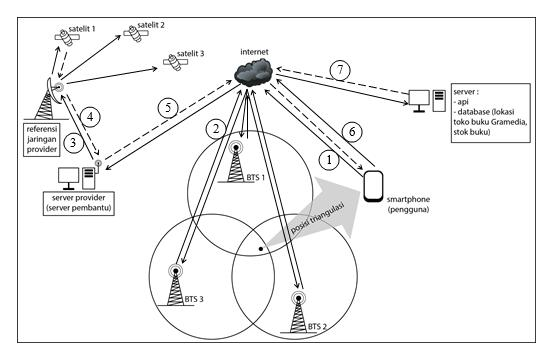 satelit 1
satelit 2
satelit 3
internet
7
server :
- api
- database (lokasi
toko buku Gramedia,
stok buku)
referensi
jaringan
provider
4
3
5
2
6
1
BTS 1
server provider
(server pembantu)
smartphone
(pengguna)
posisi triangulasi
BTS 3
BTS 2